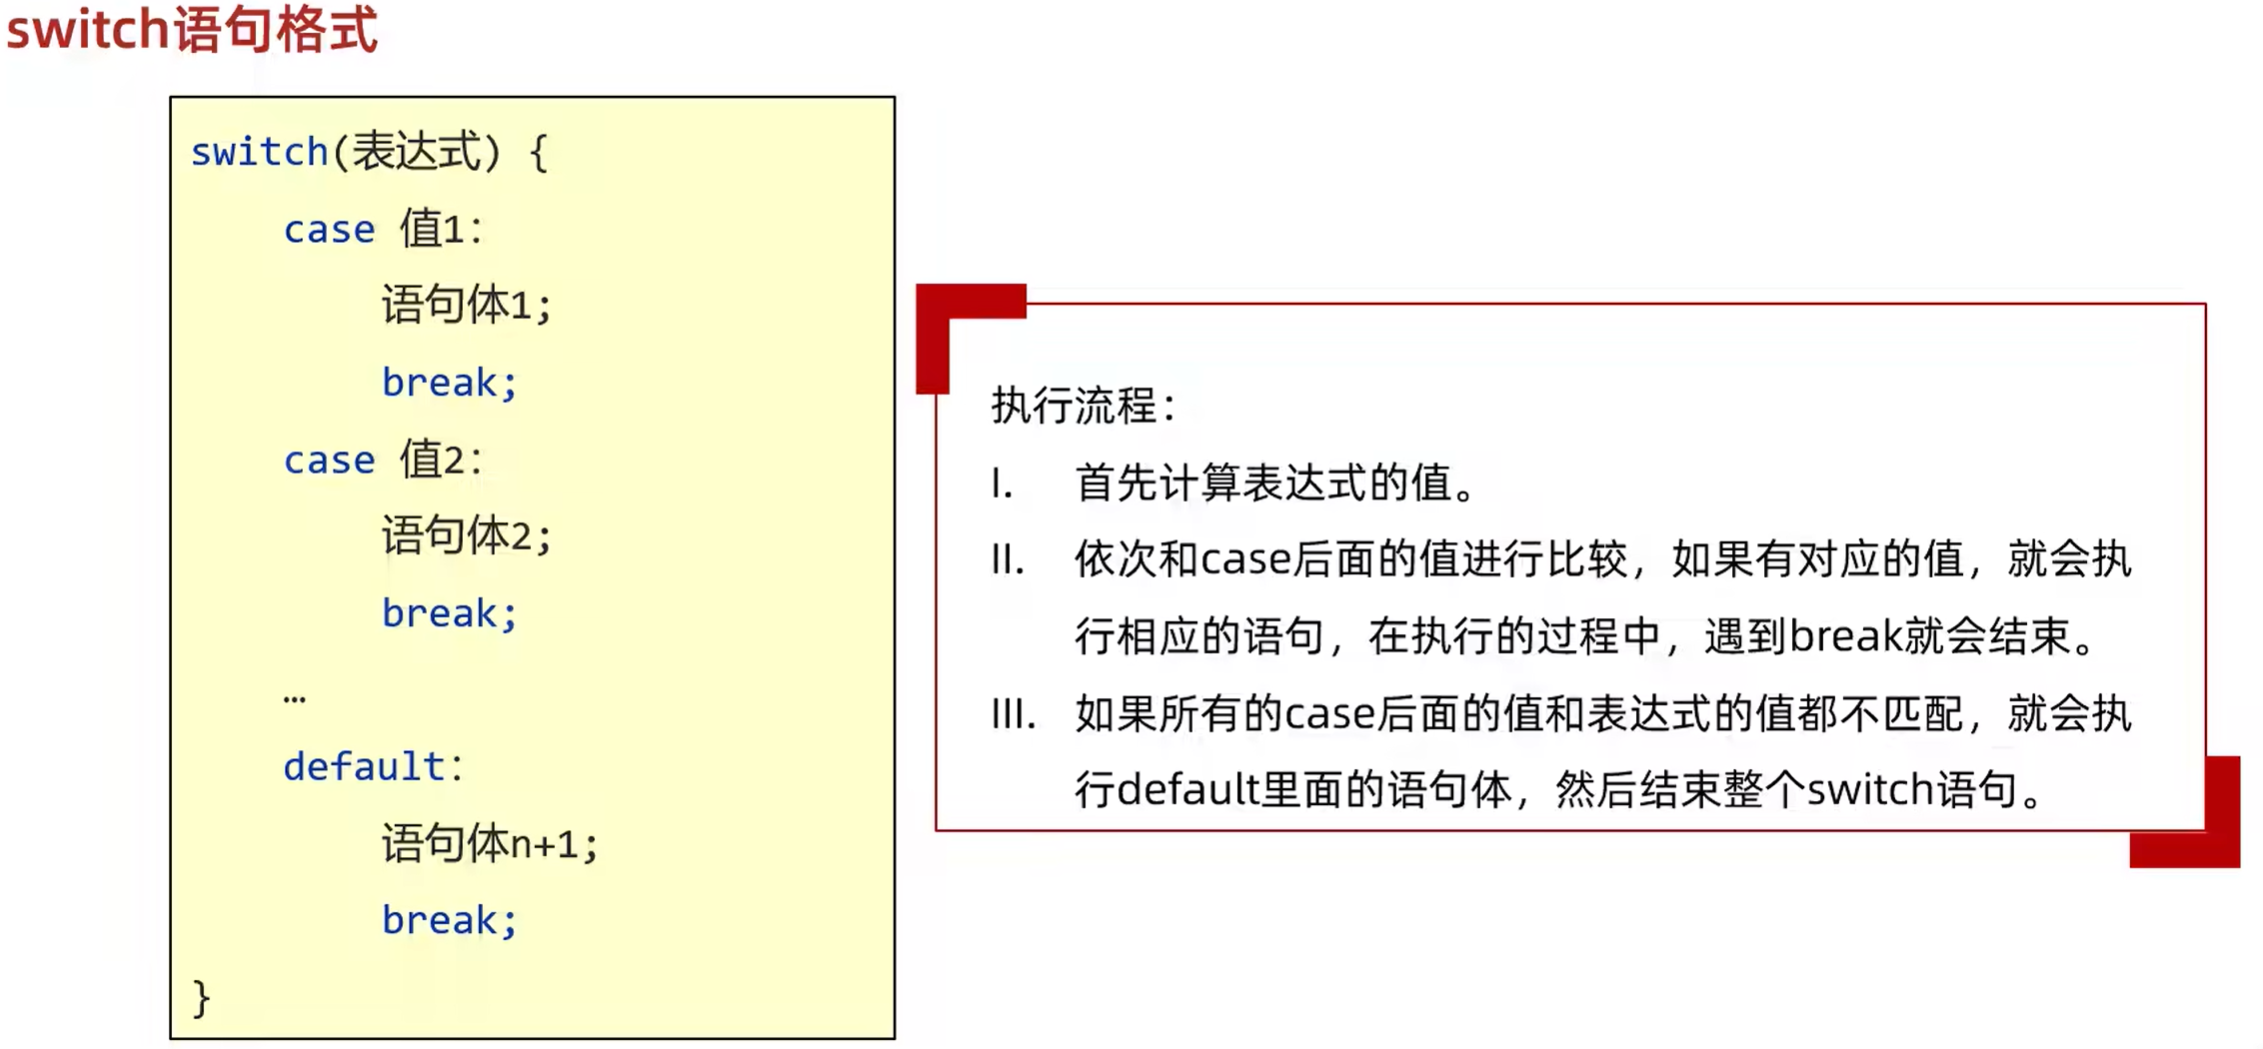 switch语句格式
switch(表达式) {
case 值1:
语句体1;
break;
case 值2:
语句体2;
break;
…
default:
语句体n+1;
break;
}
执行流程：
I. 首先计算表达式的值。
II. 依次和case后面的值进行比较，如果有对应的值，就会执
行相应的语句，在执行的过程中，遇到break就会结束。
III. 如果所有的case后面的值和表达式的值都不匹配，就会执
行default里面的语句体，然后结束整个switch语句。